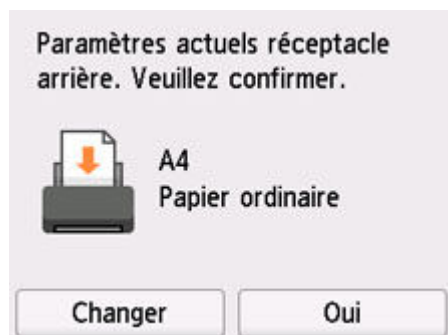 Paramètres actuels réceptacle
arrière. Veuillez confirmer.
A4
Papier ordinaire
Changer
Oui